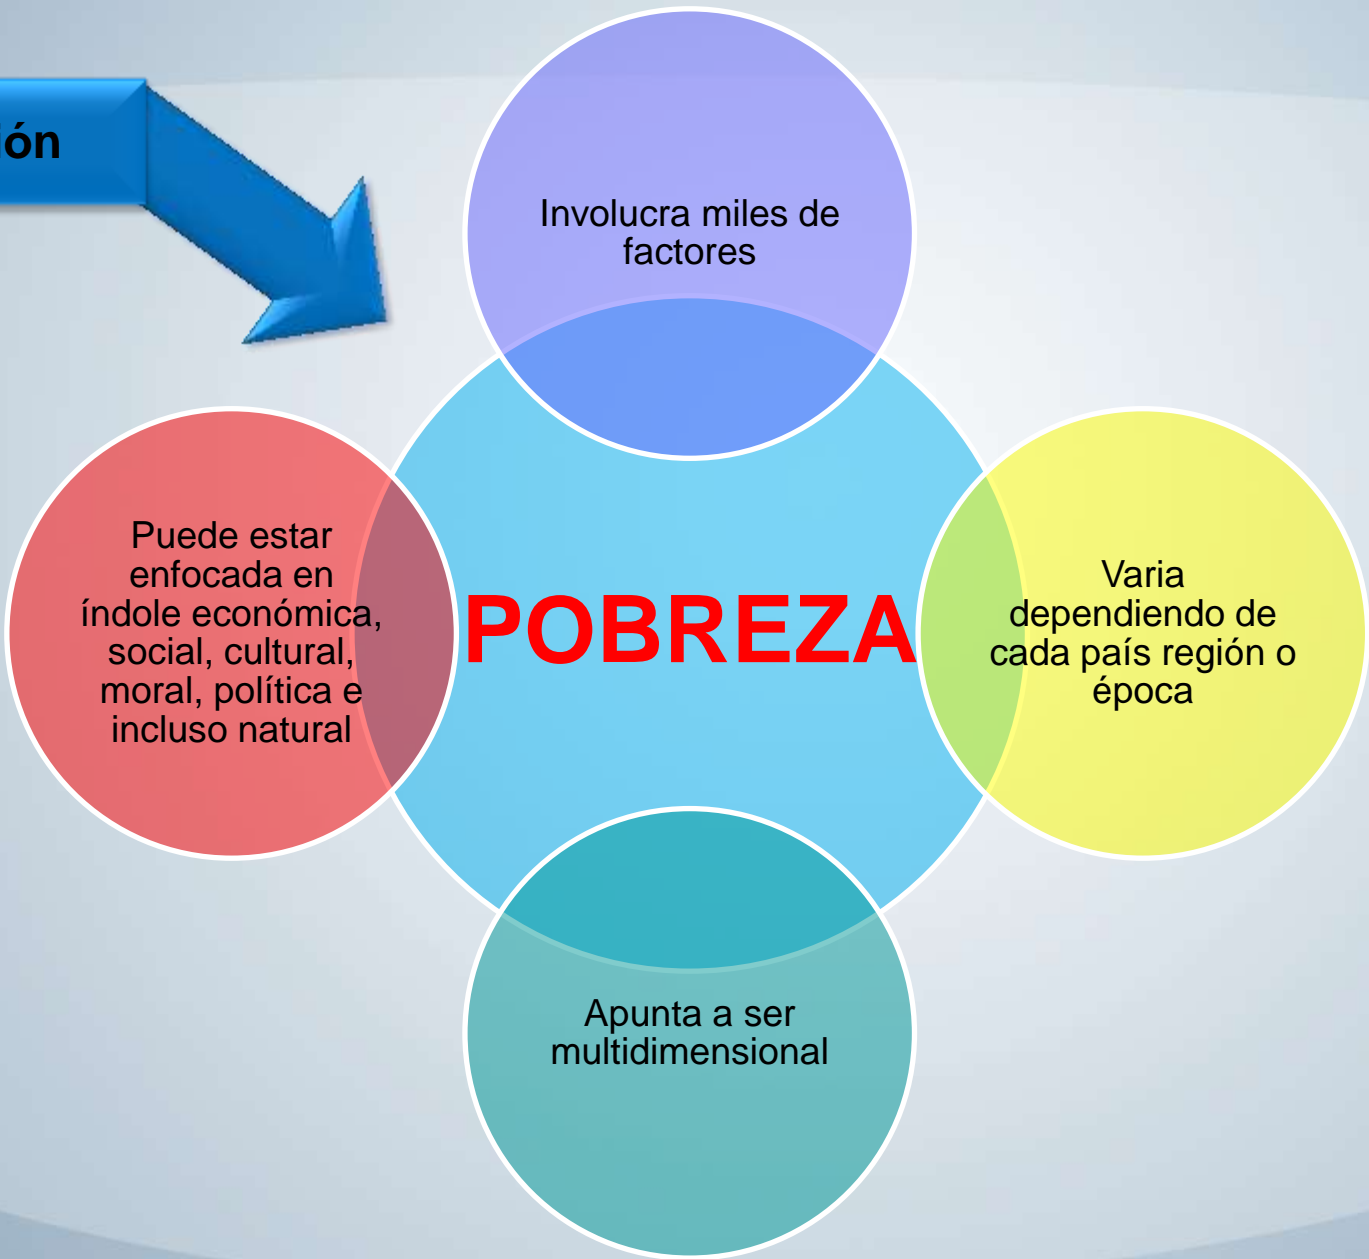 ión
Involucra miles de
factores
Puede estar
enfocada en
índole económica,
social, cultural,
moral, política e
incluso natural
POBREZA
Varia
dependiendo de
cada país región o
época
Apunta a ser
multidimensional